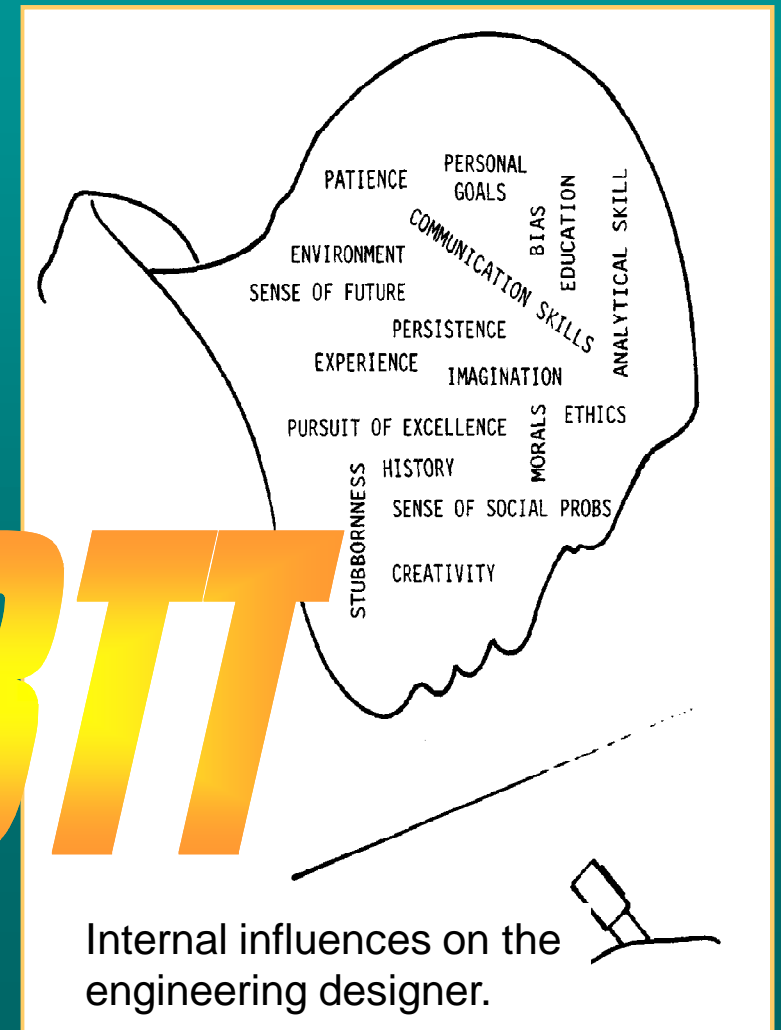 PATIENCE
PERSONAL
GOALS
BIAS
EDUCATION
ANALYTICAL SKILL
COMMUNICATION SKILLS
ENVIRONMENT
SENSE OF FUTURE
PERSISTENCE
EXPERIENCE
IMAGINATION
PURSUIT OF EXCELLENCE
MORALS
ETHICS
HISTORY
STUBBORNNESS
SENSE OF SOCIAL PROBS
CREATIVITY
TT
Internal influences on the
engineering designer.